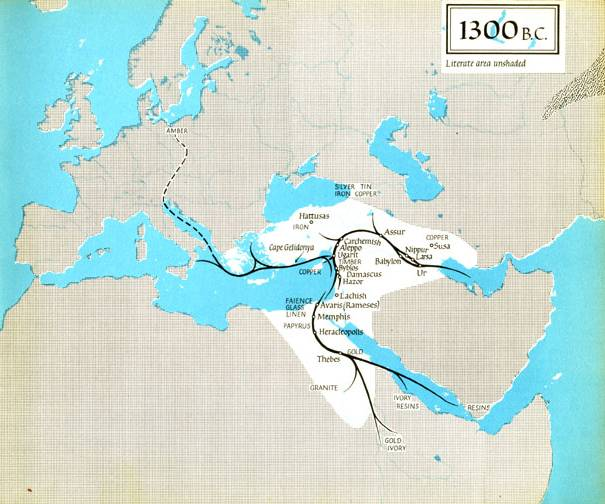 1300 B.C.
Literate area unshaded
AMBER
SILVER TIN
IRON COPPER
Hattusas
IRON
Cape Gelidonya
COPPER
Carchemish
Aleppo
Ugarit
TIMBER
Byblos
Damascus
Hazor
Assur
COPPER
Susa
Nippur
Larsa
Babylon
Ur
Lachish
FAIENCE
GLASS
LINEN
Avaris (Rameses)
Memphis
PAPYRUS
Heracleopolis
Thebes
GOLD
GRANITE
IVORY
RESINS
RESINS
GOLD
IVORY